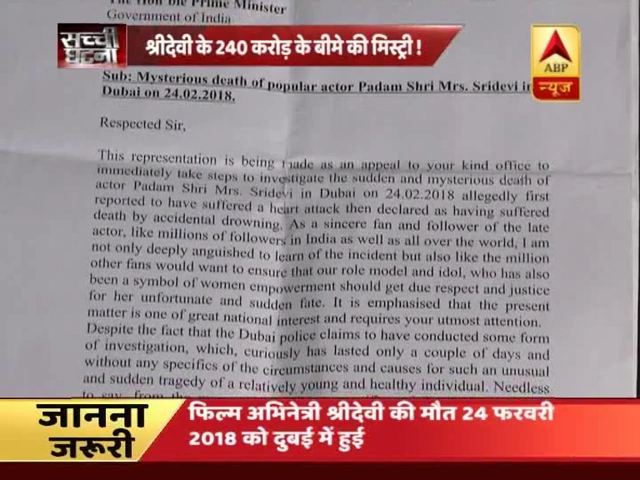 The Hon'ble Prime Minister
Government of India
सच्ची घटना
श्रीदेवी के 240 करोड़ के बीमे की मिस्ट्री !
ABP
न्यूज़
Sub: Mysterious death of popular actor Padam Shri Mrs. Sridevi in
Dubai on 24.02.2018.
Respected Sir,
This representation is being made as an appeal to your kind office to
immediately take steps to investigate the sudden and mysterious death of
actor Padam Shri Mrs. Sridevi in Dubai on 24.02.2018 allegedly first
reported to have suffered a heart attack then declared as having suffered
death by accidental drowning. As a sincere fan and follower of the late
actor, like millions of followers in India as well as all over the world, I am
not only deeply anguished to learn of the incident but also like the million
other fans would want to ensure that our role model and idol, who has also
been a symbol of women empowerment should get due respect and justice
for her unfortunate and sudden fate. It is emphasised that the present
matter is one of great national interest and requires your utmost attention.
Despite the fact that the Dubai police claims to have conducted some form
of investigation, which, curiously has lasted only a couple of days and
without any specifics of the circumstances and causes for such an unusual
and sudden tragedy of a relatively young and healthy individual. Needless
जानना
जरूरी
फिल्म अभिनेत्री श्रीदेवी की मौत 24 फरवरी
2018 को दुबई में हुई